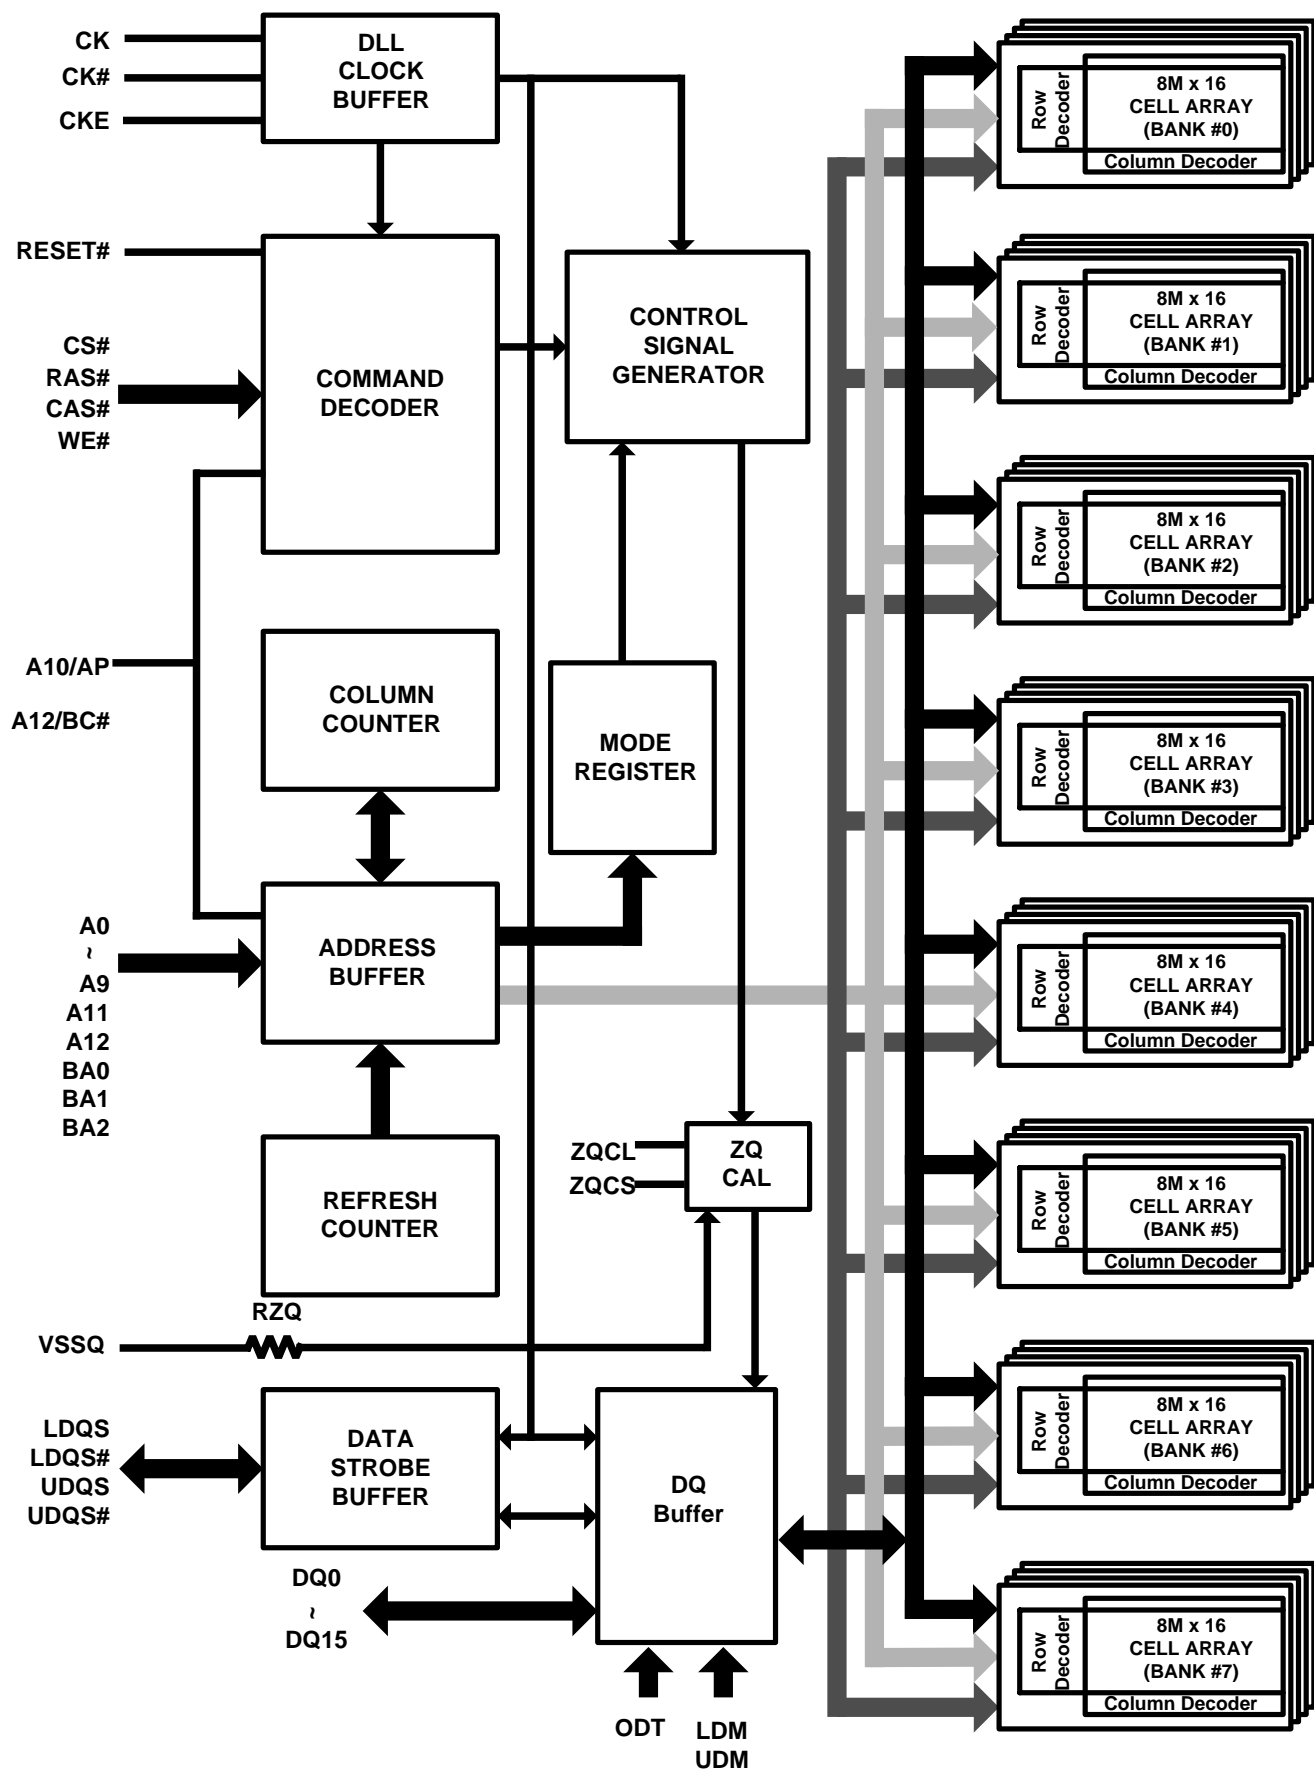 CK
CK#
CKE
DLL
CLOCK
BUFFER
RESET#
CS#
RAS#
CAS#
WE#
COMMAND
DECODER
CONTROL
SIGNAL
GENERATOR
A10/AP
A12/BC#
COLUMN
COUNTER
MODE
REGISTER
A0
~
A9
A11
A12
BA0
BA1
BA2
ADDRESS
BUFFER
REFRESH
COUNTER
ZQCL
ZQCS
ZQ
CAL
RZQ
VSSQ
LDQS
LDQS#
UDQS
UDQS#
DATA
STROBE
BUFFER
DQ
Buffer
DQ0
~
DQ15
ODT
LDM
UDM
Row
Decoder
8M x 16
CELL ARRAY
(BANK #0)
Column Decoder
Row
Decoder
8M x 16
CELL ARRAY
(BANK #1)
Column Decoder
Row
Decoder
8M x 16
CELL ARRAY
(BANK #2)
Column Decoder
Row
Decoder
8M x 16
CELL ARRAY
(BANK #3)
Column Decoder
Row
Decoder
8M x 16
CELL ARRAY
(BANK #4)
Column Decoder
Row
Decoder
8M x 16
CELL ARRAY
(BANK #5)
Column Decoder
Row
Decoder
8M x 16
CELL ARRAY
(BANK #6)
Column Decoder
Row
Decoder
8M x 16
CELL ARRAY
(BANK #7)
Column Decoder